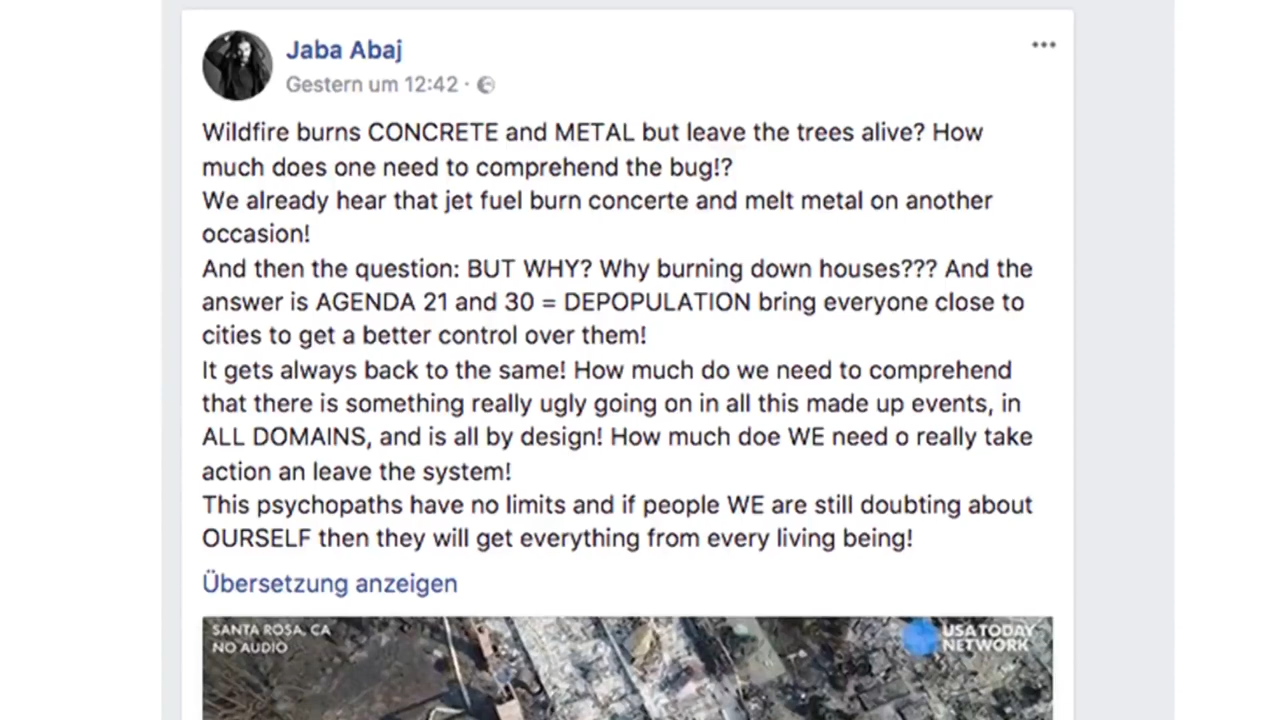 Jaba Abaj
Gestern um 12:42 ·
Wildfire burns CONCRETE and METAL but leave the trees alive? How
much does one need to comprehend the bug!?
We already hear that jet fuel burn concerte and melt metal on another
occasion!
And then the question: BUT WHY? Why burning down houses??? And the
answer is AGENDA 21 and 30 = DEPOPULATION bring everyone close to
cities to get a better control over them!
It gets always back to the same! How much do we need to comprehend
that there is something really ugly going on in all this made up events, in
ALL DOMAINS, and is all by design! How much doe WE need o really take
action an leave the system!
This psychopaths have no limits and if people WE are still doubting about
OURSELF then they will get everything from every living being!
Übersetzung anzeigen
SANTA ROSA, CA
NO AUDIO
USA TODAY
NETWORK